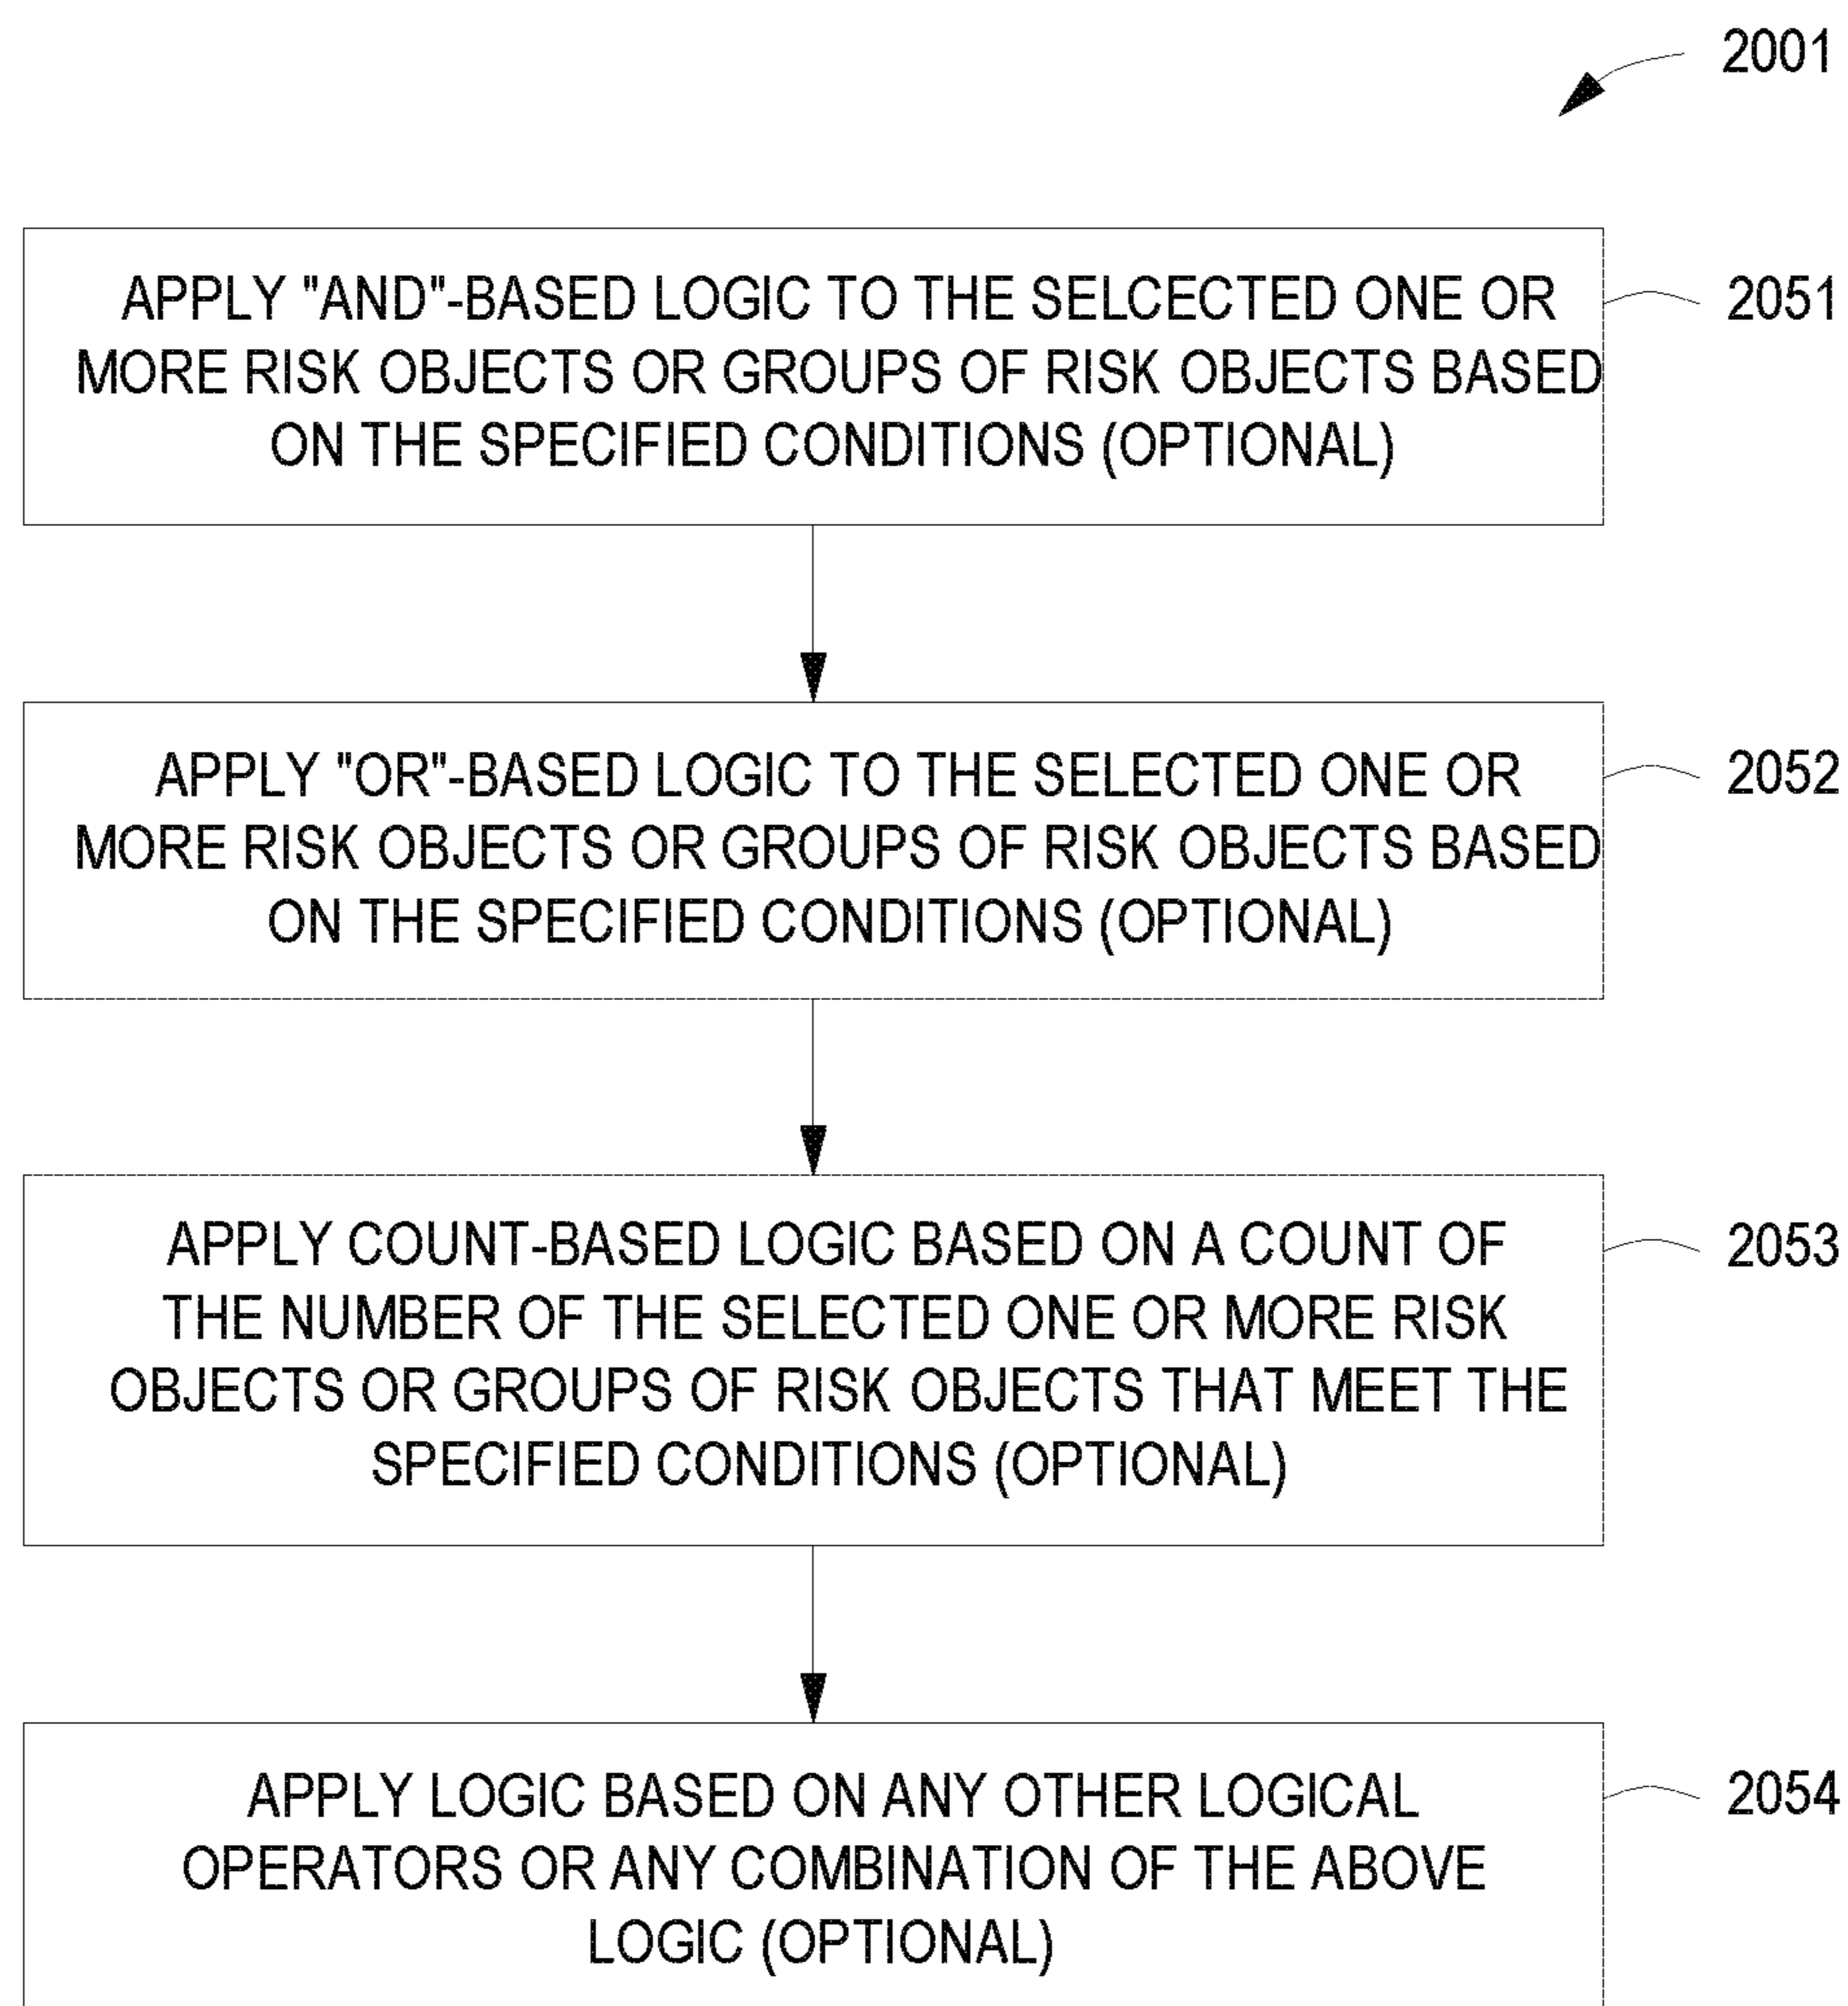 2001
APPLY "AND"-BASED LOGIC TO THE SELCECTED ONE OR
MORE RISK OBJECTS OR GROUPS OF RISK OBJECTS BASED
ON THE SPECIFIED CONDITIONS (OPTIONAL)
2051
APPLY "OR"-BASED LOGIC TO THE SELECTED ONE OR
MORE RISK OBJECTS OR GROUPS OF RISK OBJECTS BASED
ON THE SPECIFIED CONDITIONS (OPTIONAL)
2052
APPLY COUNT-BASED LOGIC BASED ON A COUNT OF
THE NUMBER OF THE SELECTED ONE OR MORE RISK
OBJECTS OR GROUPS OF RISK OBJECTS THAT MEET THE
SPECIFIED CONDITIONS (OPTIONAL)
2053
APPLY LOGIC BASED ON ANY OTHER LOGICAL
OPERATORS OR ANY COMBINATION OF THE ABOVE
LOGIC (OPTIONAL)
2054